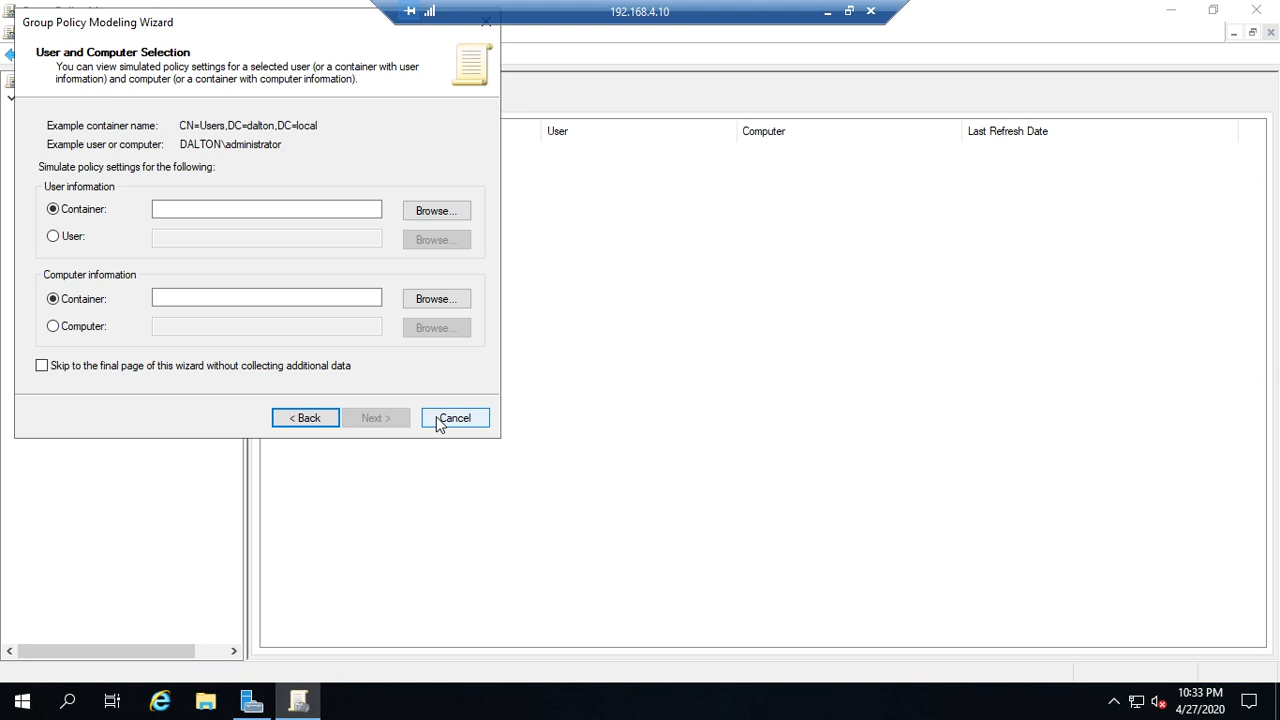 192.168.4.10
Group Policy Modeling Wizard
User and Computer Selection
You can view simulated policy settings for a selected user (or a container with user
information) and computer (or a container with computer information).
Example container name: CN=Users,DC=dalton,DC=local
Example user or computer: DALTON\administrator
Simulate policy settings for the following:
User information
Container:
Browse...
User:
Browse...
Computer information
Container:
Browse...
Computer:
Browse...
Skip to the final page of this wizard without collecting additional data
< Back
Next >
Cancel
User
Computer
Last Refresh Date
10:33 PM
4/27/2020